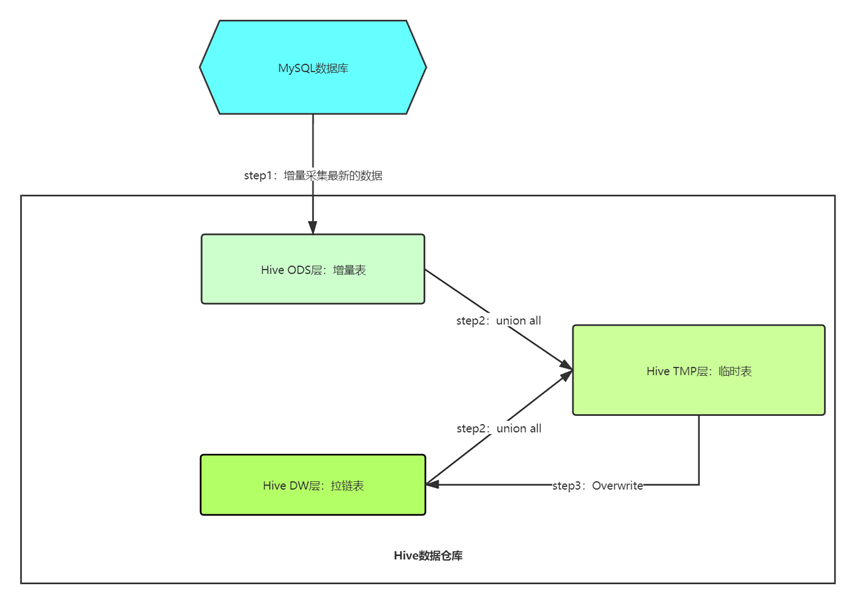 MySQL数据库
step1：增量采集最新的数据
Hive ODS层：增量表
step2：union all
Hive TMP层：临时表
step2：union all
Hive DW层：拉链表
step3：Overwrite
Hive数据仓库